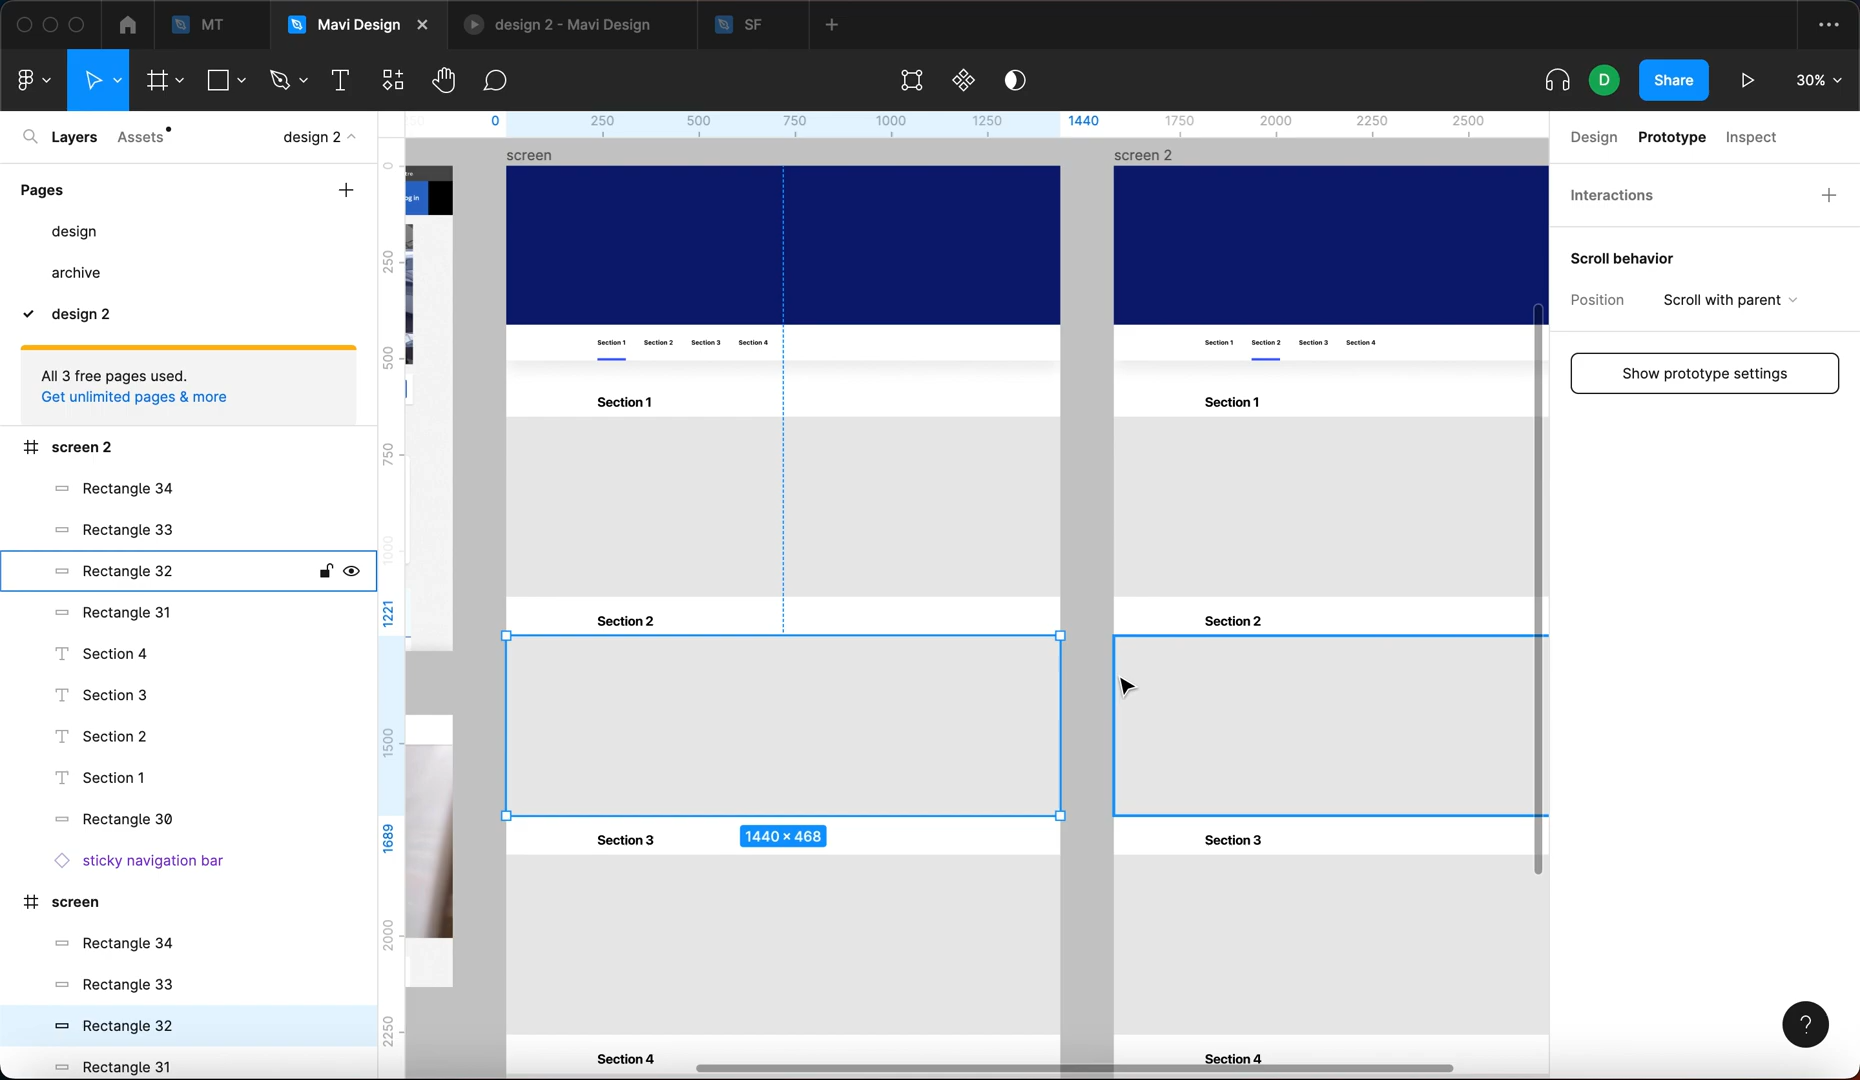 MT
Mavi Design
design 2 - Mavi Design
SF
D
Share
30%
Layers
Assets
design 2
Pages
design
archive
design 2
All 3 free pages used.
Get unlimited pages & more
screen 2
Rectangle 34
Rectangle 33
Rectangle 32
Rectangle 31
Section 4
Section 3
Section 2
Section 1
Rectangle 30
sticky navigation bar
screen
Rectangle 34
Rectangle 33
Rectangle 32
Rectangle 31
50 0 250 500 750 1000 1250 1440 1750 2000 2250 2500
0
250
500
750
1000
1221
1500
1689
2000
2250
og in
screen
Section 1 Section 2 Section 3 Section 4
Section 1
Section 2
1440 × 468
Section 3
Section 4
screen 2
Section 1 Section 2 Section 3 Section 4
Section 1
Section 2
Section 3
Section 4
Design
Prototype
Inspect
Interactions
Scroll behavior
Position
Scroll with parent
Show prototype settings
?